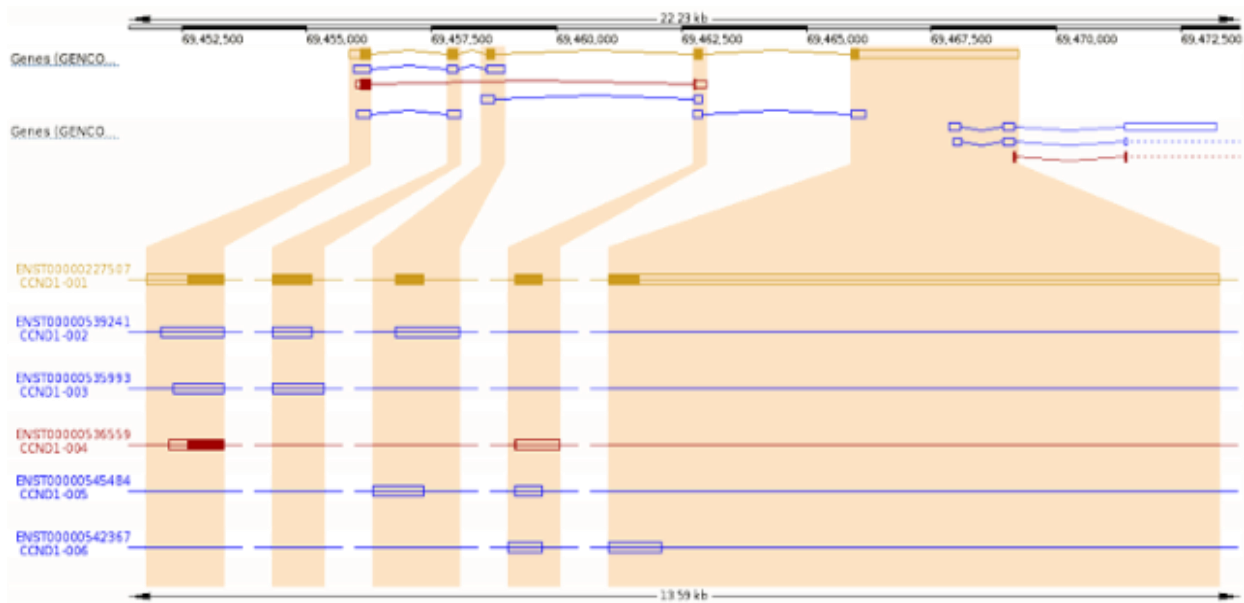 22.23 kb
69,452,500 69,455,000 69,457,500 69,460,000 69,462,500 69,465,000 69,467,500 69,470,000 69,472,500
Genes (GENCO...
Genes (GENCO...
ENST00000227507
CCND1-001
ENST00000539241
CCND1-002
ENST00000535993
CCND1-003
ENST00000536559
CCND1-004
ENST00000545484
CCND1-005
ENST00000542367
CCND1-006
13.59 kb